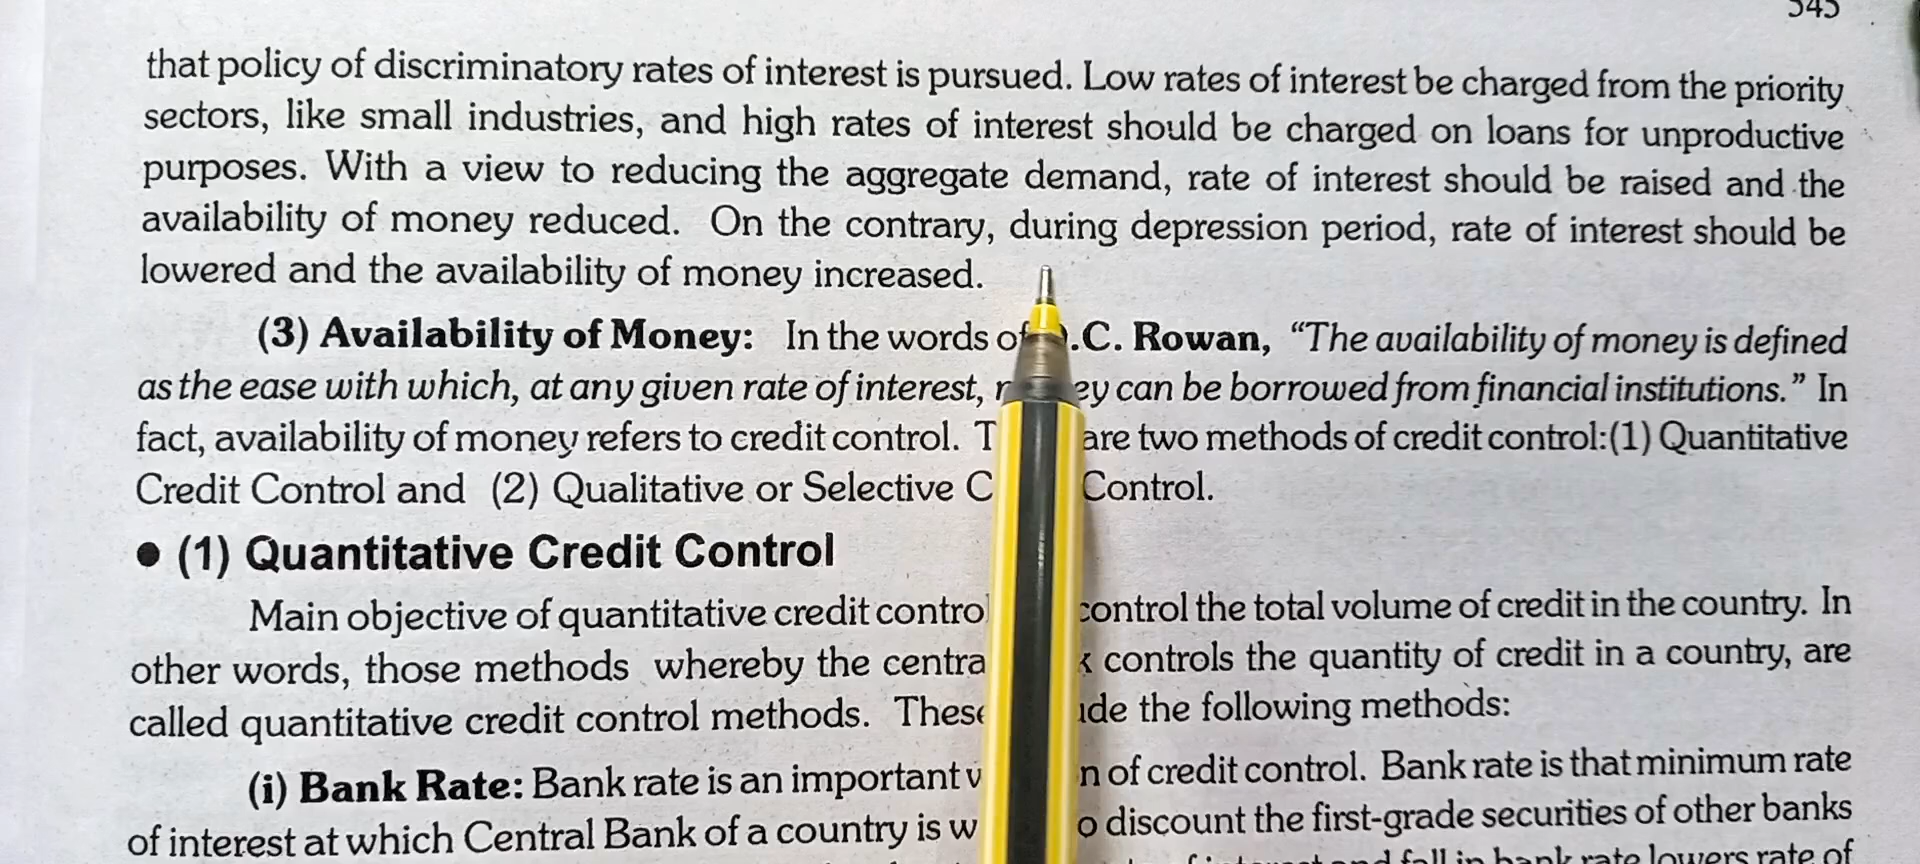 545
that policy of discriminatory rates of interest is pursued. Low rates of interest be charged from the priority
sectors, like small industries, and high rates of interest should be charged on loans for unproductive
purposes. With a view to reducing the aggregate demand, rate of interest should be raised and the
availability of money reduced. On the contrary, during depression period, rate of interest should be
lowered and the availability of money increased.
(3) Availability of Money: In the words of .C. Rowan, “The availability of money is defined
as the ease with which, at any given rate of interest, can be borrowed from financial institutions.” In
fact, availability of money refers to credit control. are two methods of credit control:(1) Quantitative
Credit Control and (2) Qualitative or Selective Control.
● (1) Quantitative Credit Control
Main objective of quantitative credit control control the total volume of credit in the country. In
other words, those methods whereby the central controls the quantity of credit in a country, are
called quantitative credit control methods. These the following methods:
(i) Bank Rate: Bank rate is an important of credit control. Bank rate is that minimum rate
of interest at which Central Bank of a country is discount the first-grade securities of other banks
and fall in bank rate lowers rate of